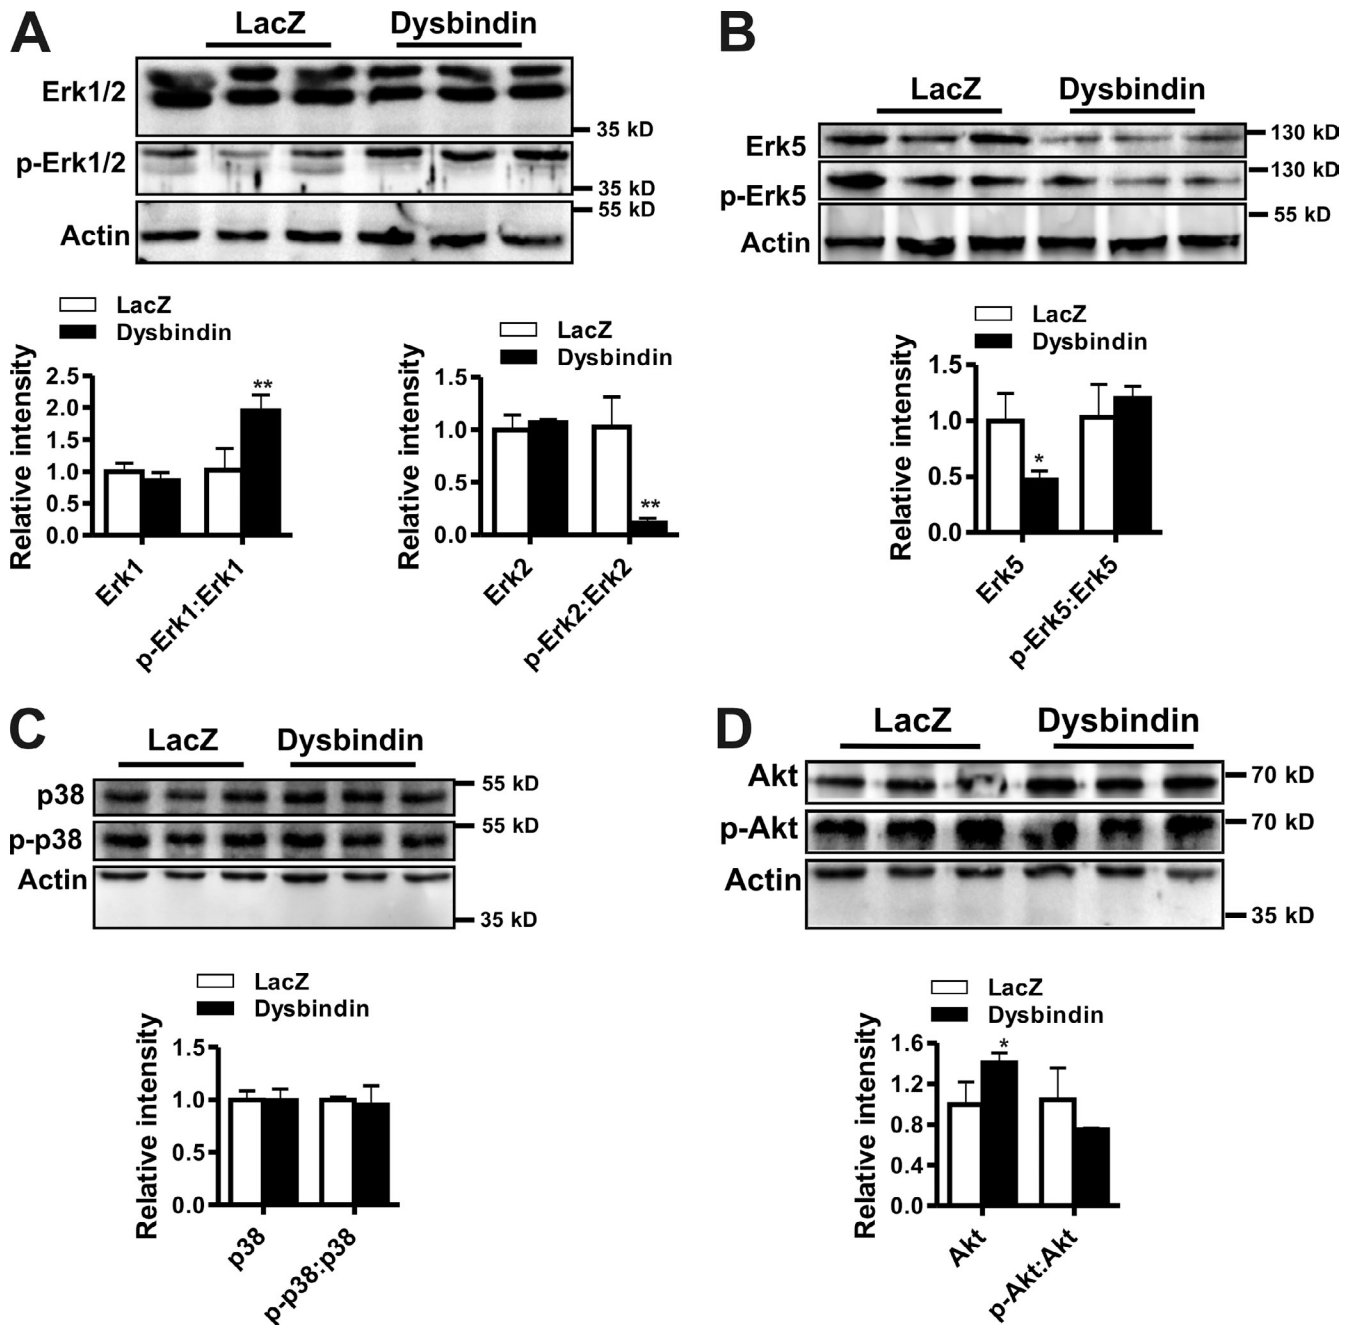 A
LacZ
Dysbindin
Erk1/2
35 kD
p-Erk1/2
35 kD
55 kD
Actin
LacZ
Dysbindin
Relative intensity
2.5
2.0
1.5
1.0
0.5
0.0
**
Erk1
p-Erk1:Erk1
LacZ
Dysbindin
Relative intensity
1.5
1.0
0.5
0.0
**
Erk2
p-Erk2:Erk2
B
LacZ
Dysbindin
Erk5
130 kD
130 kD
p-Erk5
55 kD
Actin
LacZ
Dysbindin
Relative intensity
1.5
1.0
0.5
0.0
*
Erk5
p-Erk5:Erk5
C
LacZ
Dysbindin
p38
55 kD
p-p38
55 kD
Actin
35 kD
LacZ
Dysbindin
Relative intensity
1.5
1.0
0.5
0.0
p38
p-p38:p38
D
LacZ
Dysbindin
Akt
70 kD
p-Akt
70 kD
Actin
35 kD
LacZ
Dysbindin
Relative intensity
1.6
1.2
0.8
0.4
0.0
*
Akt
p-Akt:Akt